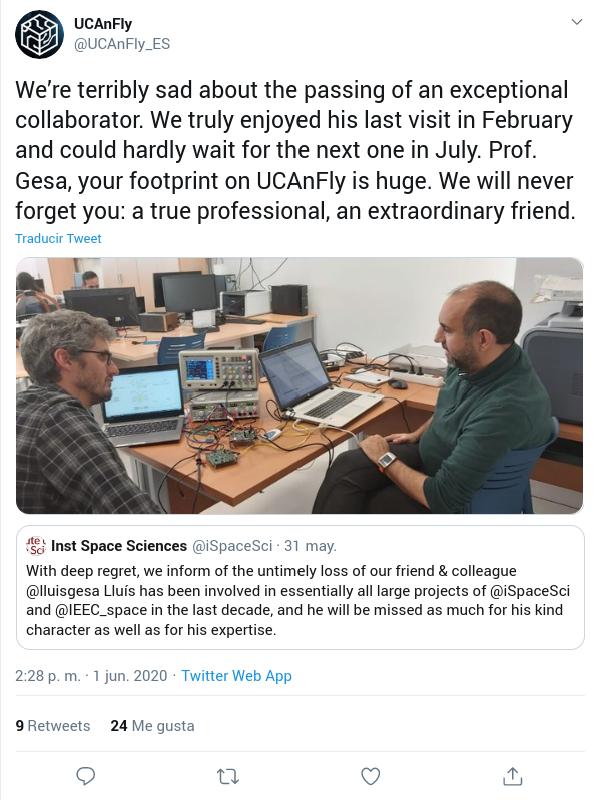 UCAnFly
@UCAnFly_ES
We’re terribly sad about the passing of an exceptional
collaborator. We truly enjoyed his last visit in February
and could hardly wait for the next one in July. Prof.
Gesa, your footprint on UCAnFly is huge. We will never
forget you: a true professional, an extraordinary friend.
Traducir Tweet
Inst Space Sciences @iSpaceSci · 31 may.
With deep regret, we inform of the untimely loss of our friend & colleague
@lluisgesa Lluís has been involved in essentially all large projects of @iSpaceSci
and @IEEC_space in the last decade, and he will be missed as much for his kind
character as well as for his expertise.
2:28 p. m. · 1 jun. 2020 · Twitter Web App
9 Retweets 24 Me gusta